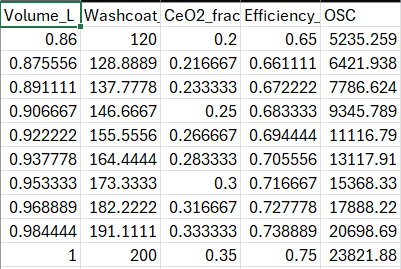 Volume_L Washcoat_ CeO2_frac Efficiency_ OSC
0.86 120 0.2 0.65 5235.259
0.875556 128.8889 0.216667 0.661111 6421.938
0.891111 137.7778 0.233333 0.672222 7786.624
0.906667 146.6667 0.25 0.683333 9345.789
0.922222 155.5556 0.266667 0.694444 11116.79
0.937778 164.4444 0.283333 0.705556 13117.91
0.953333 173.3333 0.3 0.716667 15368.33
0.968889 182.2222 0.316667 0.727778 17888.22
0.984444 191.1111 0.333333 0.738889 20698.69
1 200 0.35 0.75 23821.88